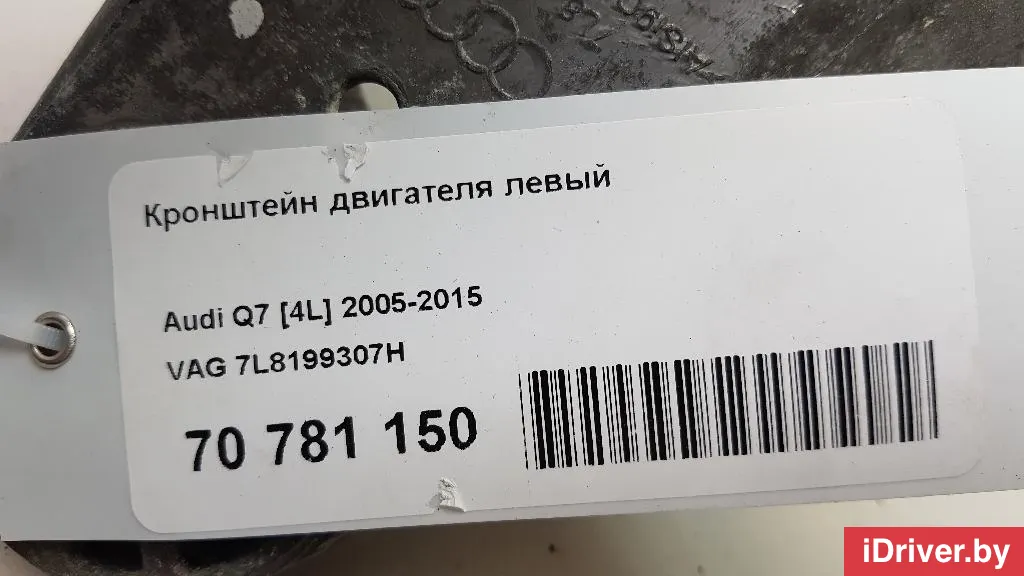 Кронштейн двигателя левый
Audi Q7 [4L] 2005-2015
VAG 7L8199307H
70 781 150
iDriver.by